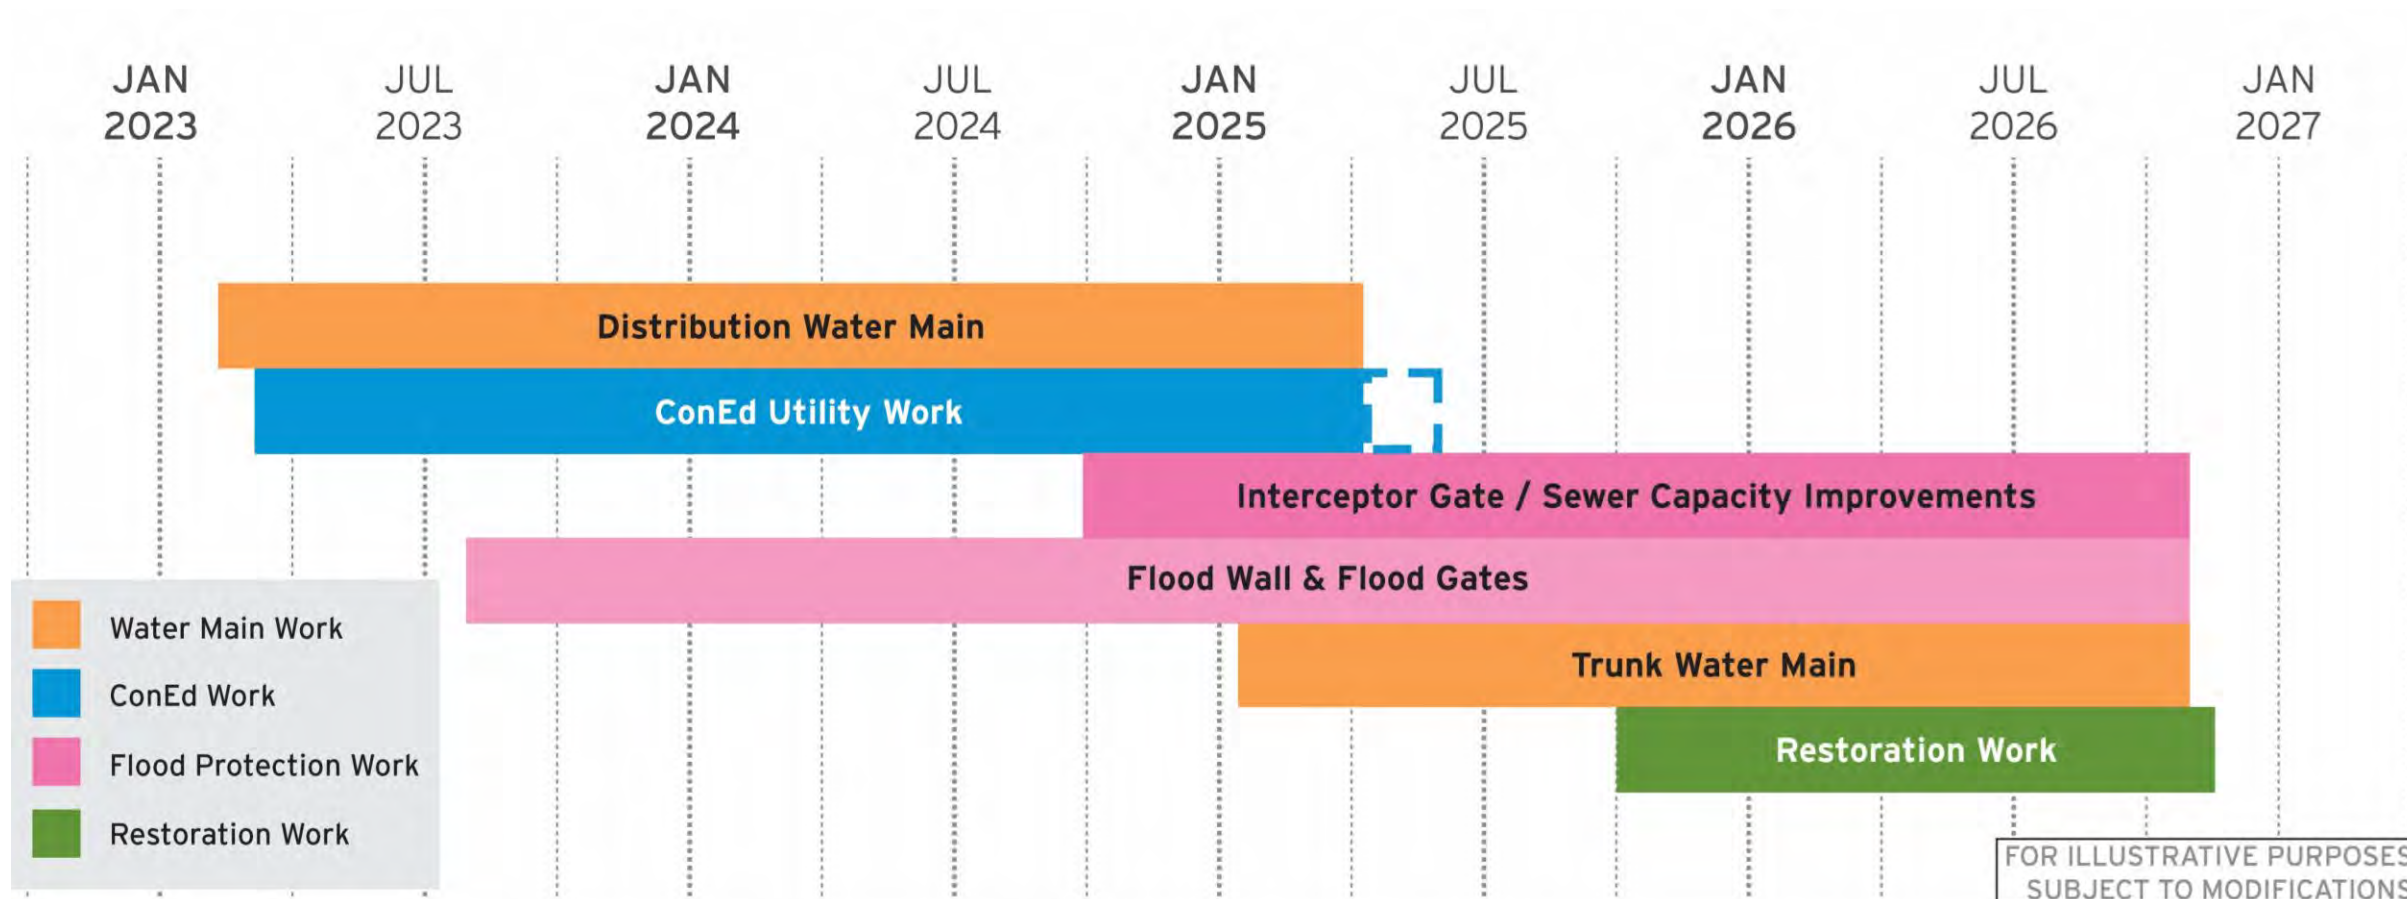 JAN JUL JAN JUL JAN JUL JAN JUL JAN
2023 2023 2024 2024 2025 2025 2026 2026 2027
Distribution Water Main
ConEd Utility Work
Interceptor Gate / Sewer Capacity Improvements
Flood Wall & Flood Gates
Trunk Water Main
Restoration Work
Water Main Work
ConEd Work
Flood Protection Work
Restoration Work
FOR ILLUSTRATIVE PURPOSES
SUBJECT TO MODIFICATIONS